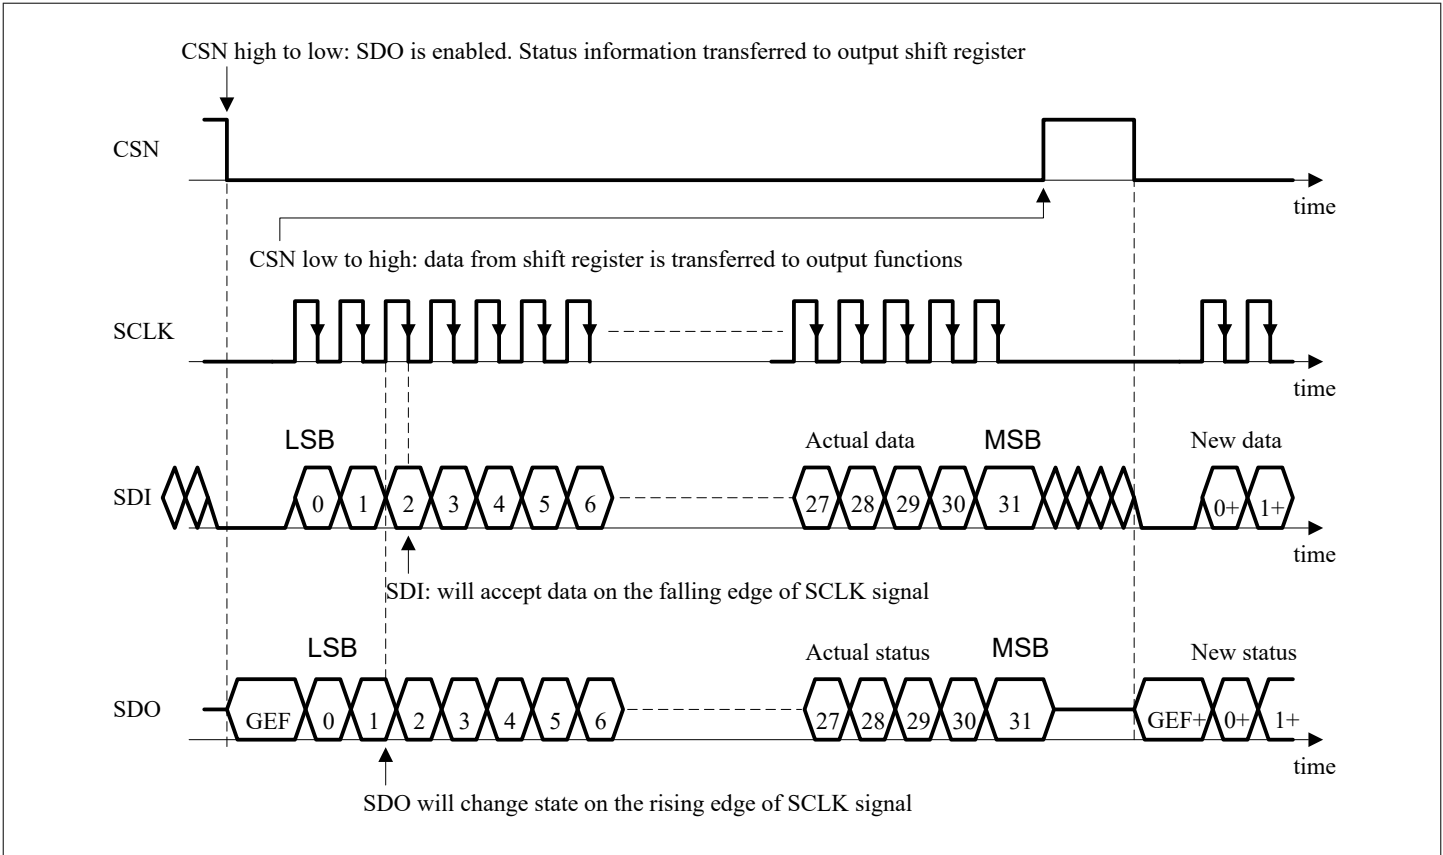 CSN high to low: SDO is enabled. Status information transferred to output shift register
CSN
time
CSN low to high: data from shift register is transferred to output functions
SCLK
time
LSB Actual data MSB New data
SDI 0 1 2 3 4 5 6 27 28 29 30 31 0+ 1+
time
SDI: will accept data on the falling edge of SCLK signal
LSB Actual status MSB New status
SDO GEF 0 1 2 3 4 5 6 27 28 29 30 31 GEF+ 0+ 1+
time
SDO will change state on the rising edge of SCLK signal